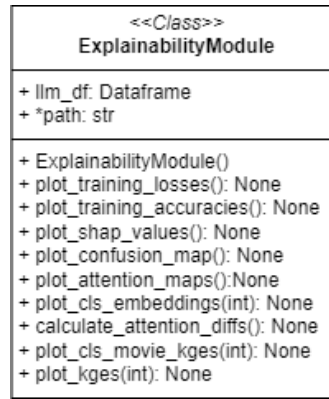 <<Class>>
ExplainabilityModule
+ llm_df: Dataframe
+ *path: str
+ ExplainabilityModule()
+ plot_training_losses(): None
+ plot_training_accuracies(): None
+ plot_shap_values(): None
+ plot_confusion_map(): None
+ plot_attention_maps():None
+ plot_cls_embeddings(int): None
+ calculate_attention_diffs(): None
+ plot_cls_movie_kges(int): None
+ plot_kges(int): None